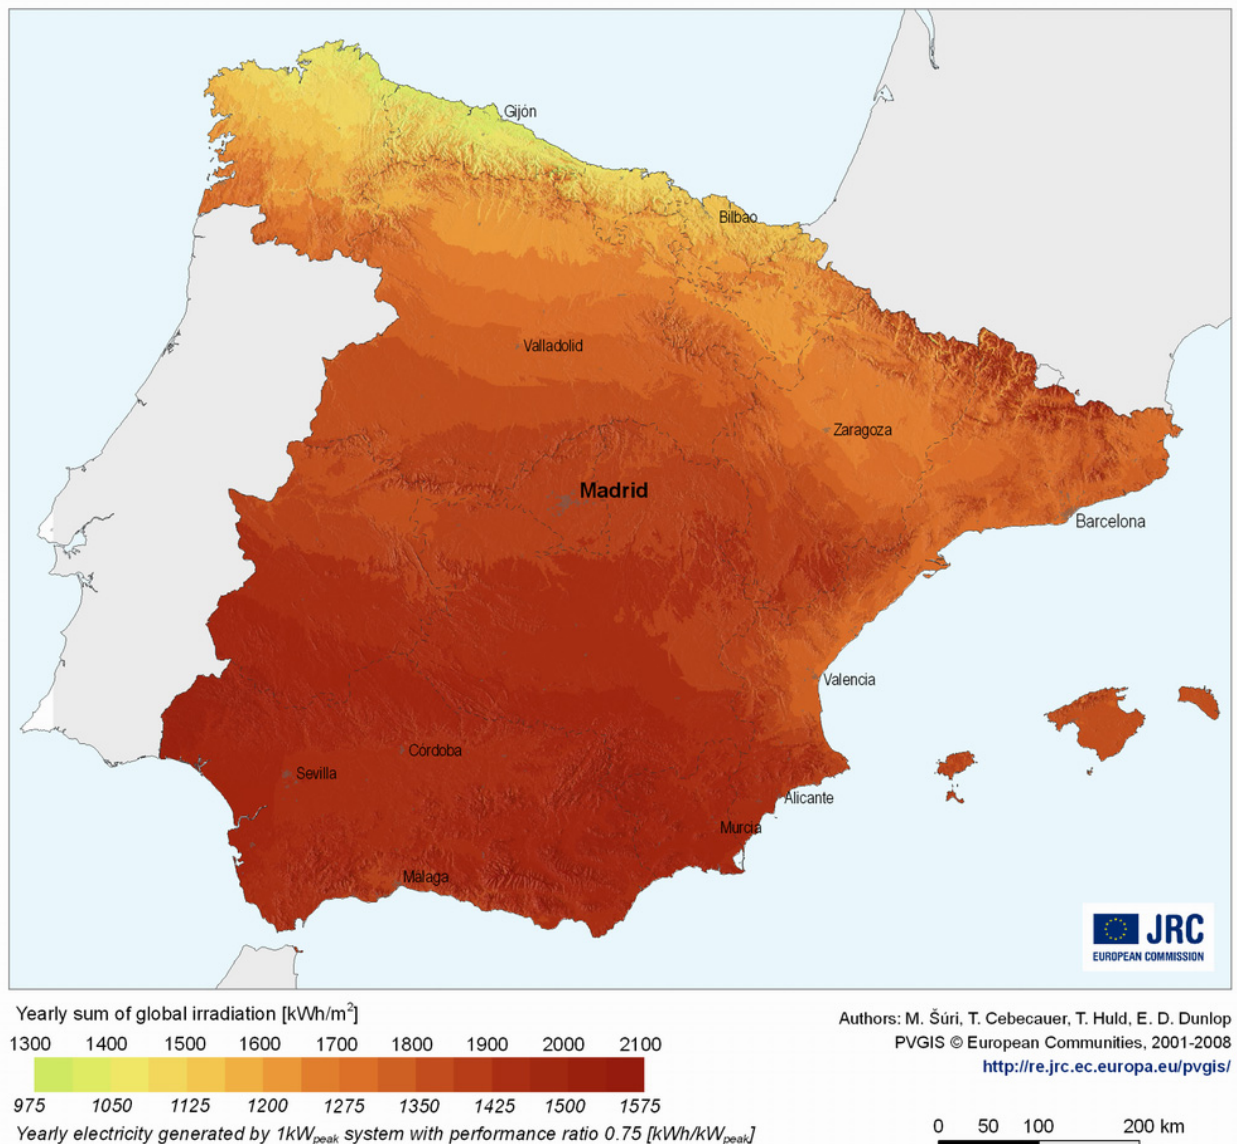 Gijón
Bilbao
Valladolid
Zaragoza
Madrid
Barcelona
Valencia
Córdoba
Sevilla
Alicante
Murcia
Malaga
JRC
EUROPEAN COMMISSION
Yearly sum of global irradiation [kWh/m²]
1300 1400 1500 1600 1700 1800 1900 2000 2100
975 1050 1125 1200 1275 1350 1425 1500 1575
Yearly electricity generated by 1kWpeak system with performance ratio 0.75 [kWh/kWpeak]
Authors: M. Šúri, T. Cebecauer, T. Huld, E. D. Dunlop
PVGIS © European Communities, 2001-2008
http://re.jrc.ec.europa.eu/pvgis/
0 50 100 200 km